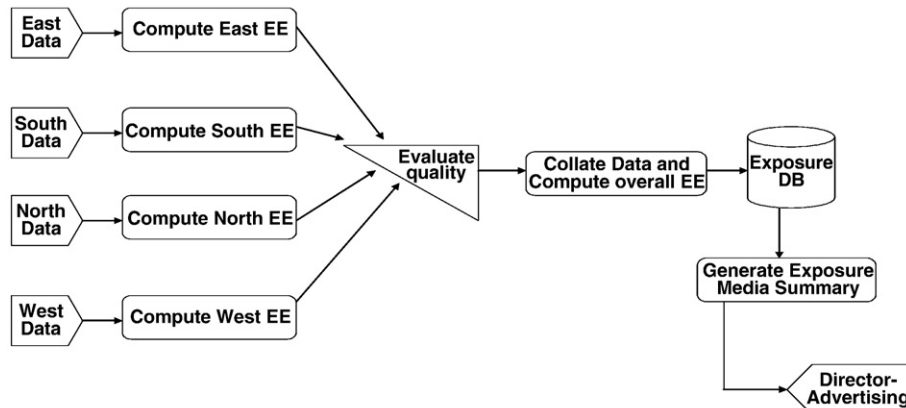 East
Data
Compute East EE
South
Data
Compute South EE
North
Data
Compute North EE
West
Data
Compute West EE
Evaluate
quality
Collate Data and
Compute overall EE
Exposure
DB
Generate Exposure
Media Summary
Director-
Advertising